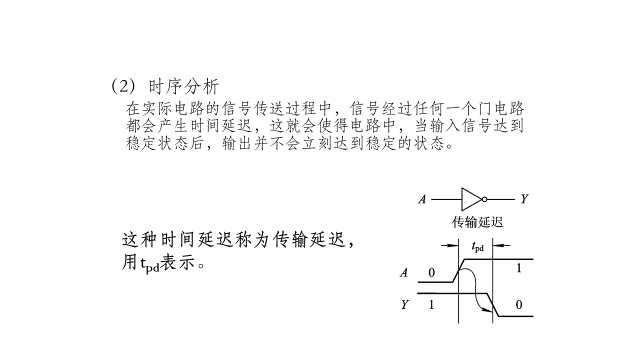 （2）时序分析
在实际电路的信号传送过程中，信号经过任何一个门电路
都会产生时间延迟，这就会使得电路中，当输入信号达到
稳定状态后，输出并不会立刻达到稳定的状态。
A Y
传输延迟
这种时间延迟称为传输延迟，
用tpd表示。
tpd
A 0 1
Y 1 0